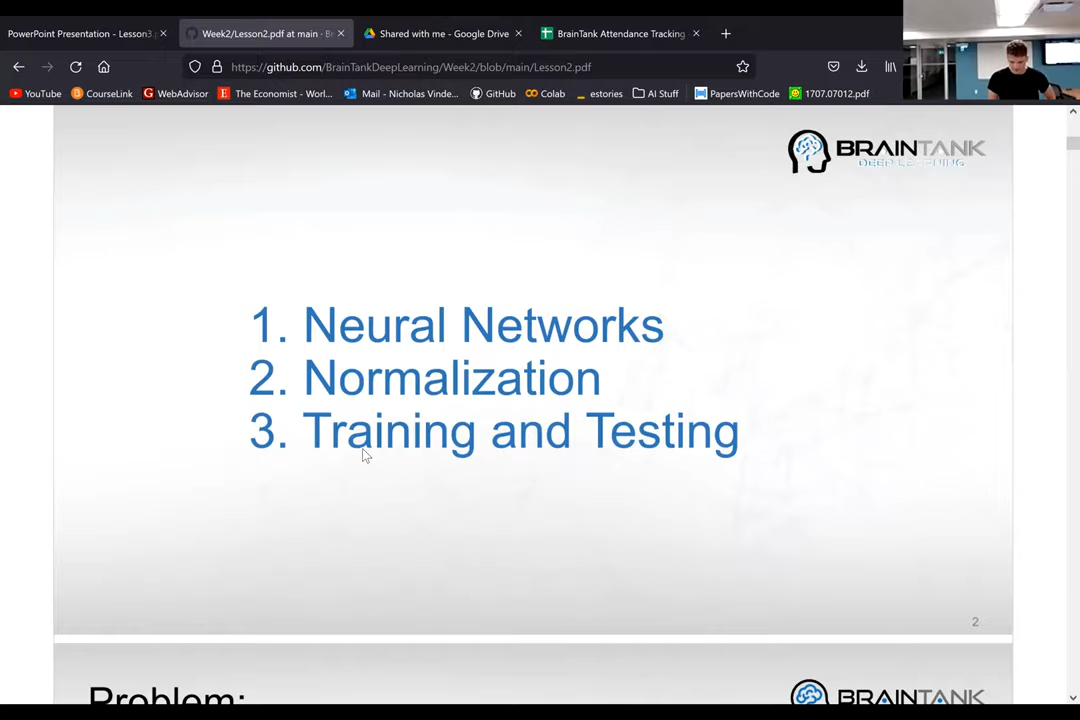 PowerPoint Presentation - Lesson3
Week2/Lesson2.pdf at main · B
Shared with me - Google Drive
BrainTank Attendance Tracking
https://github.com/BrainTankDeepLearning/Week2/blob/main/Lesson2.pdf
YouTube
CourseLink
WebAdvisor
The Economist - Worl...
Mail - Nicholas Vinde...
GitHub
Colab
estories
AI Stuff
PapersWithCode
1707.07012.pdf
BRAINTANK
DEEP LEARNING
1. Neural Networks
2. Normalization
3. Training and Testing
2
Problem:
BRAINTANK